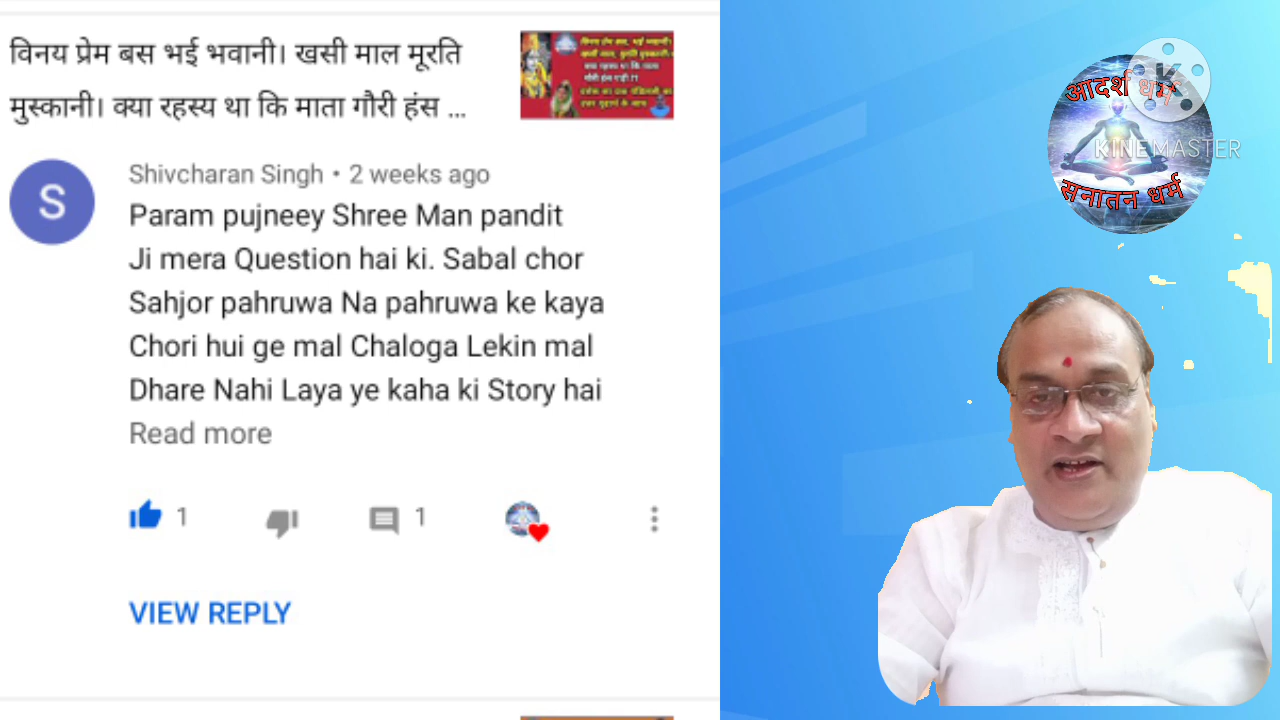 विनय प्रेम बस भई भवानी। खसी माल मूरति
मुस्कानी। क्या रहस्य था कि माता गौरी हंस ...
S
Shivcharan Singh • 2 weeks ago
Param pujneey Shree Man pandit
Ji mera Question hai ki. Sabal chor
Sahjor pahruwa Na pahruwa ke kaya
Chori hui ge mal Chaloga Lekin mal
Dhare Nahi Laya ye kaha ki Story hai
Read more
1
1
VIEW REPLY
आदर्श धर्म
K
KINEMASTER
सनातन धर्म